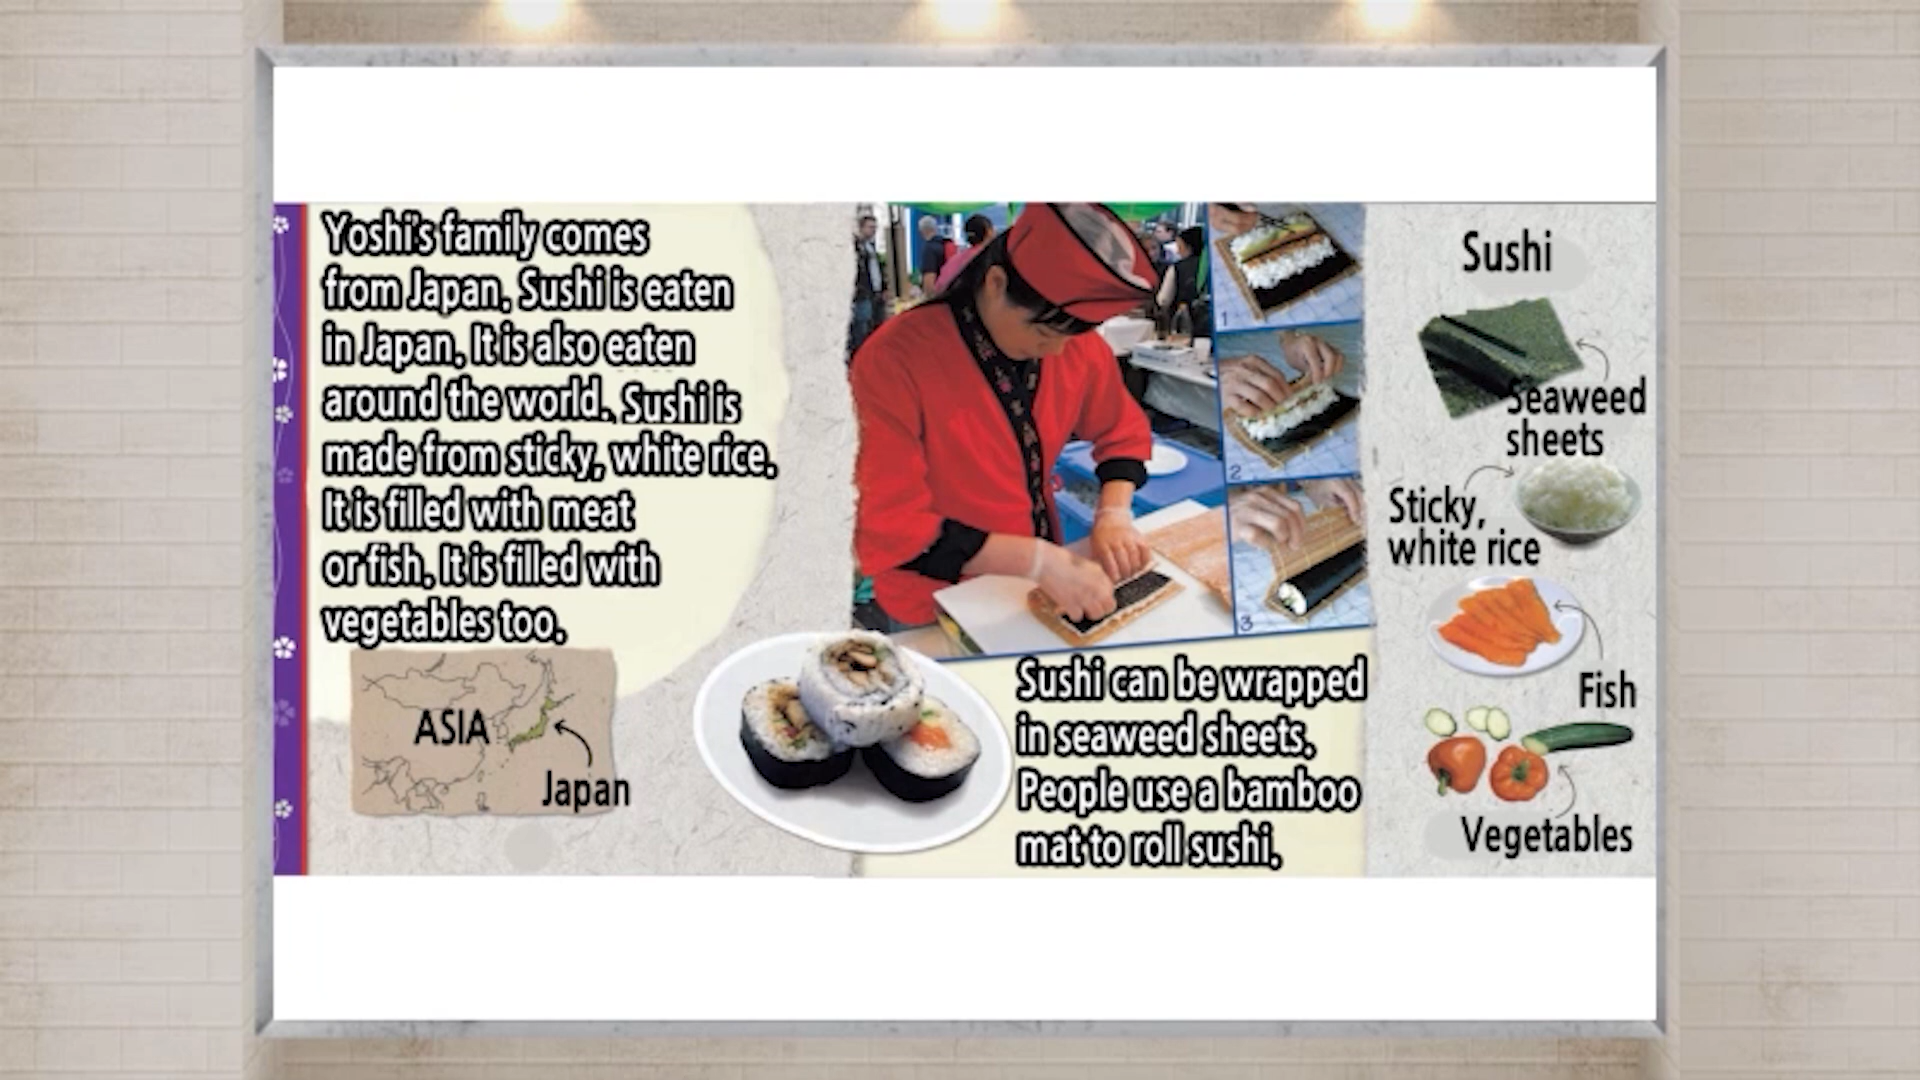 Yoshi's family comes
from Japan. Sushi is eaten
in Japan. It is also eaten
around the world. Sushi is
made from sticky, white rice.
It is filled with meat
or fish. It is filled with
vegetables too.
ASIA
Japan
1
2
3
Sushi can be wrapped
in seaweed sheets.
People use a bamboo
mat to roll sushi.
Sushi
Seaweed
sheets
Sticky,
white rice
Fish
Vegetables